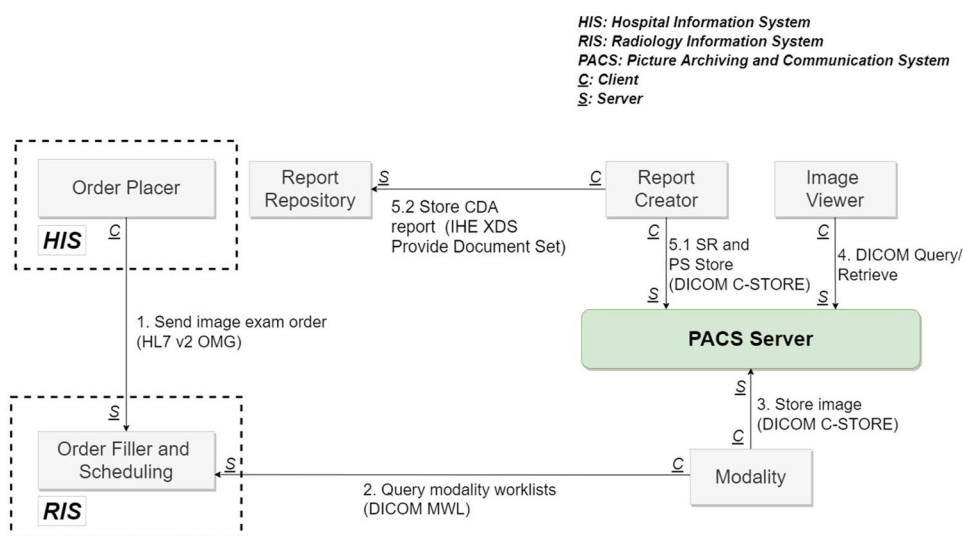 HIS: Hospital Information System
RIS: Radiology Information System
PACS: Picture Archiving and Communication System
C: Client
S: Server
Order Placer
HIS
C
Report
Repository
S
C
5.2 Store CDA
report (IHE XDS
Provide Document Set)
Report
Creator
C
5.1 SR and
PS Store
(DICOM C-STORE)
S
Image
Viewer
C
4. DICOM Query/
Retrieve
S
PACS Server
1. Send image exam order
(HL7 v2 OMG)
S
3. Store image
(DICOM C-STORE)
C
S
Order Filler and
Scheduling
RIS
S
C
2. Query modality worklists
(DICOM MWL)
Modality